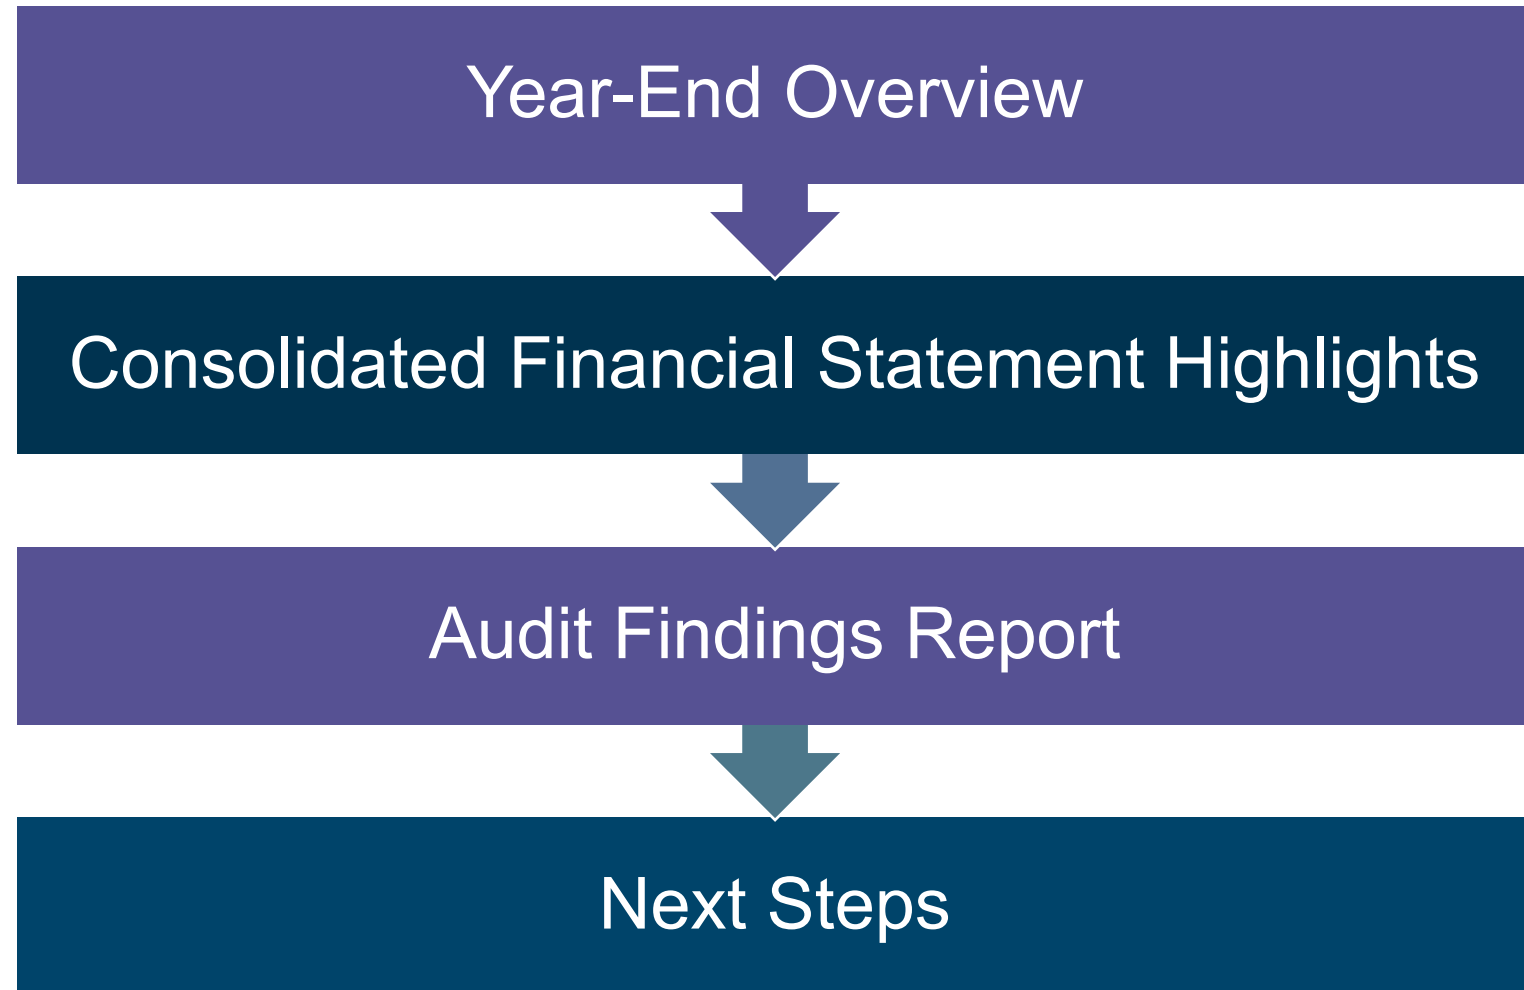 Year-End Overview
Consolidated Financial Statement Highlights
Audit Findings Report
Next Steps